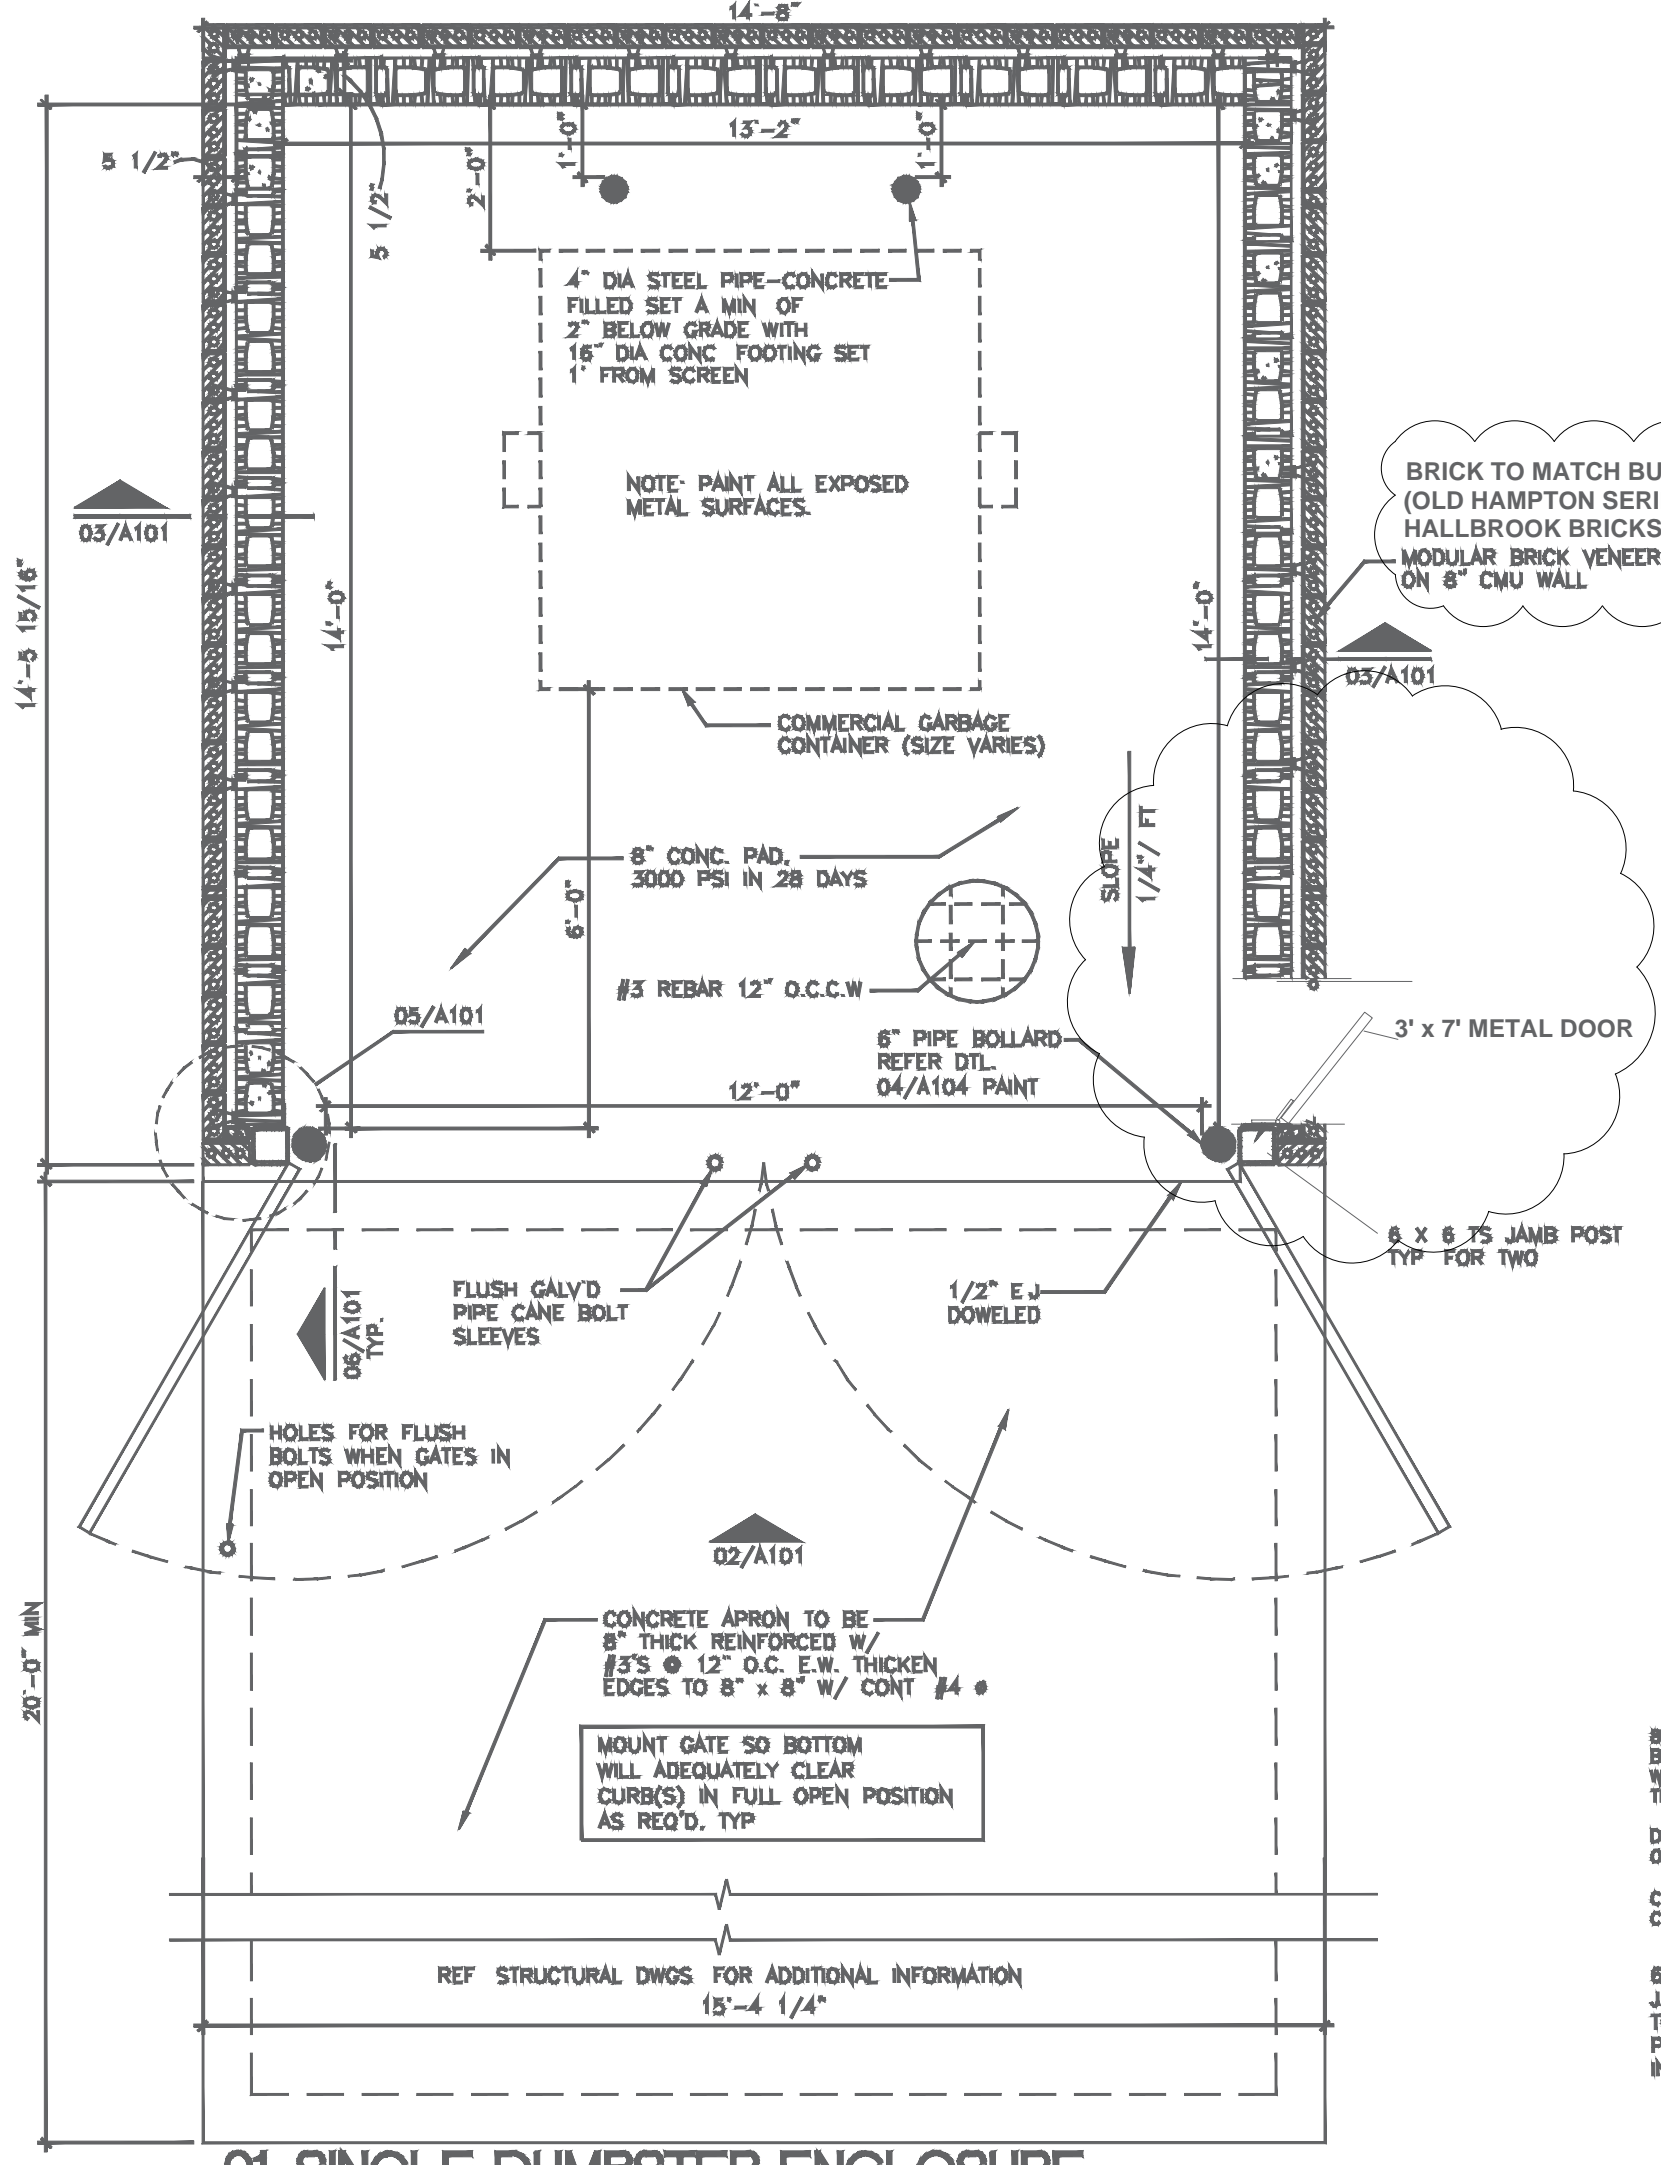 14'-8"
13'-2"
1'-0"
1'-0"
2'-0"
5 1/2"
5 1/2"
4" DIA STEEL PIPE-CONCRETE
FILLED SET A MIN OF
2" BELOW GRADE WITH
16" DIA CONC FOOTING SET
1' FROM SCREEN
NOTE: PAINT ALL EXPOSED
METAL SURFACES.
03/A101
BRICK TO MATCH
(OLD HAMPTON
HALLBROOK BRICKS
MODULAR BRICK VENEER
ON 8" CMU WALL
03/A101
14'-5 15/16"
14'-0"
14'-0"
COMMERCIAL GARBAGE
CONTAINER (SIZE VARIES)
SLOPE
1/4"/ FT
8" CONC. PAD,
3000 PSI IN 28 DAYS
6'-0"
#3 REBAR 12" O.C.C.W
05/A101
3' x 7' METAL DOOR
6" PIPE BOLLARD
REFER DTL.
04/A104 PAINT
12'-0"
6 X 6 TS JAMB POST
TYP FOR TWO
FLUSH GALV'D
PIPE CANE BOLT
SLEEVES
1/2" E J
DOWELED
06/A101
TYP.
HOLES FOR FLUSH
BOLTS WHEN GATES IN
OPEN POSITION
02/A101
CONCRETE APRON TO BE
8" THICK REINFORCED W/
#3'S @ 12" O.C. E.W. THICKEN
EDGES TO 8" x 8" W/ CONT #4 @
20'-0" MIN
MOUNT GATE SO BOTTOM
WILL ADEQUATELY CLEAR
CURB(S) IN FULL OPEN POSITION
AS REQ'D. TYP
REF STRUCTURAL DWGS FOR ADDITIONAL INFORMATION
15'-4 1/4"
01 SINGLE DUMPSTER ENCLOSURE